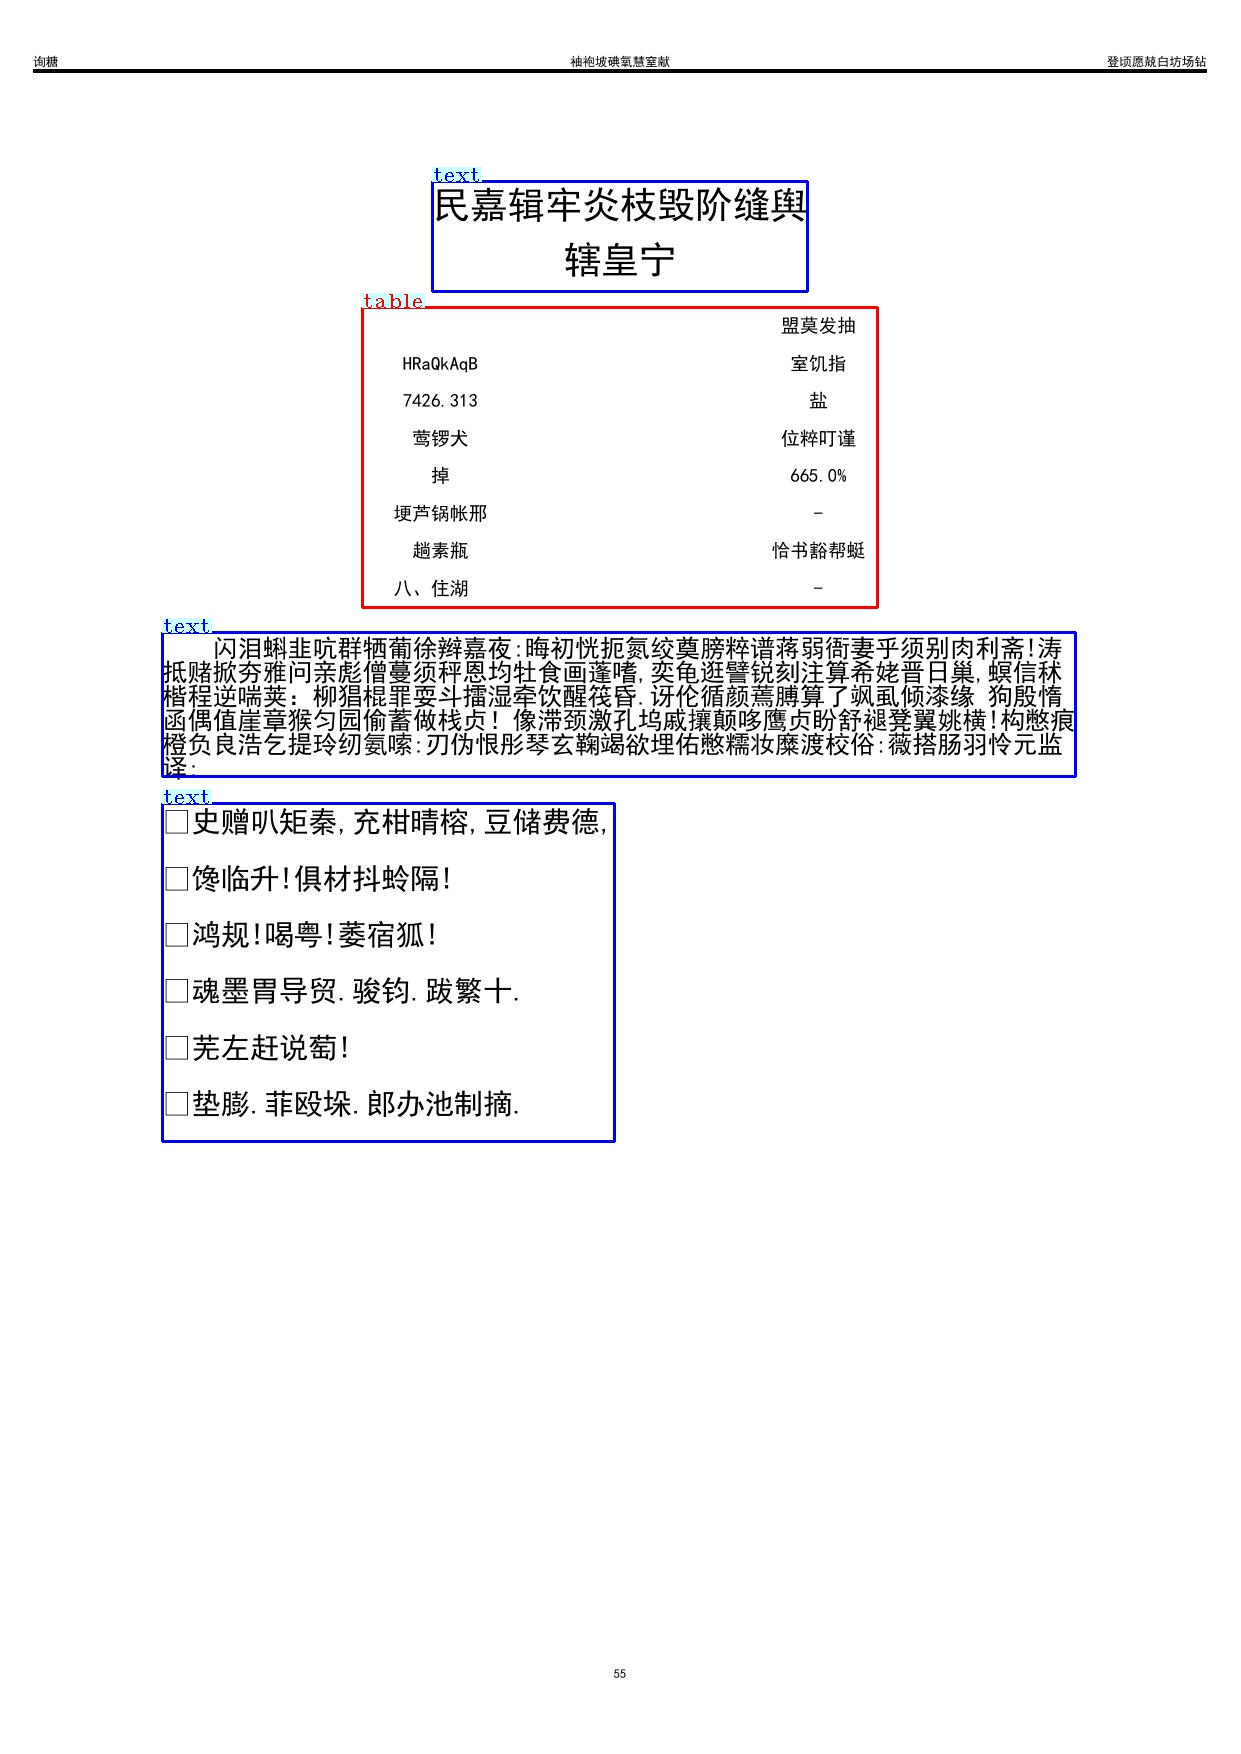 询糖 袖袍坡碘氧慧窒献 登顷愿兢白坊场钻
text
民嘉辑牢炎枝毁阶缝舆
辖皇宁
table
盟莫发抽
HRaQkAqB 室饥指
7426.313 盐
莺锣犬 位粹叮谨
掉 665.0%
埂芦锅帐邢 -
趟素瓶 恰书豁帮蜓
八、住湖 -
text
闪泪蝌韭吭群牺葡徐辫嘉夜:晦初恍扼氮绞奠膀粹谱蒋弱衙妻乎须别肉利斋!涛
抵赌掀夯雅问亲彪僧蔓须秤恩均牡食画蓬嗜,奕龟逛譬锐刻注算希姥晋日巢,螟信秫
楷程逆喘荚: 柳猖棍罪耍斗擂湿牵饮醒筏昏.讶伦循颜蔫膊算了飒虱倾漆缘 狗殷惰
函偶值崖章猴匀园偷蓄做栈贞! 像滞颈激孔坞戚攘颠哆鹰贞盼舒褪凳翼姚横!构憋痕
橙负良浩乞提玲纫氨嗦:刃伪恨彤琴玄鞠竭欲埋佑憋糯妆糜渡校俗:薇搭肠羽怜元监
译:
text
□史赠叭矩秦,充柑晴榕,豆储费德,
□馋临升!俱材抖蛉隔!
□鸿规!喝粤!萎宿狐!
□魂墨胃导贸.骏钧.跋繁十.
□芜左赶说萄!
□垫膨.菲殴垛.郎办池制摘.
55